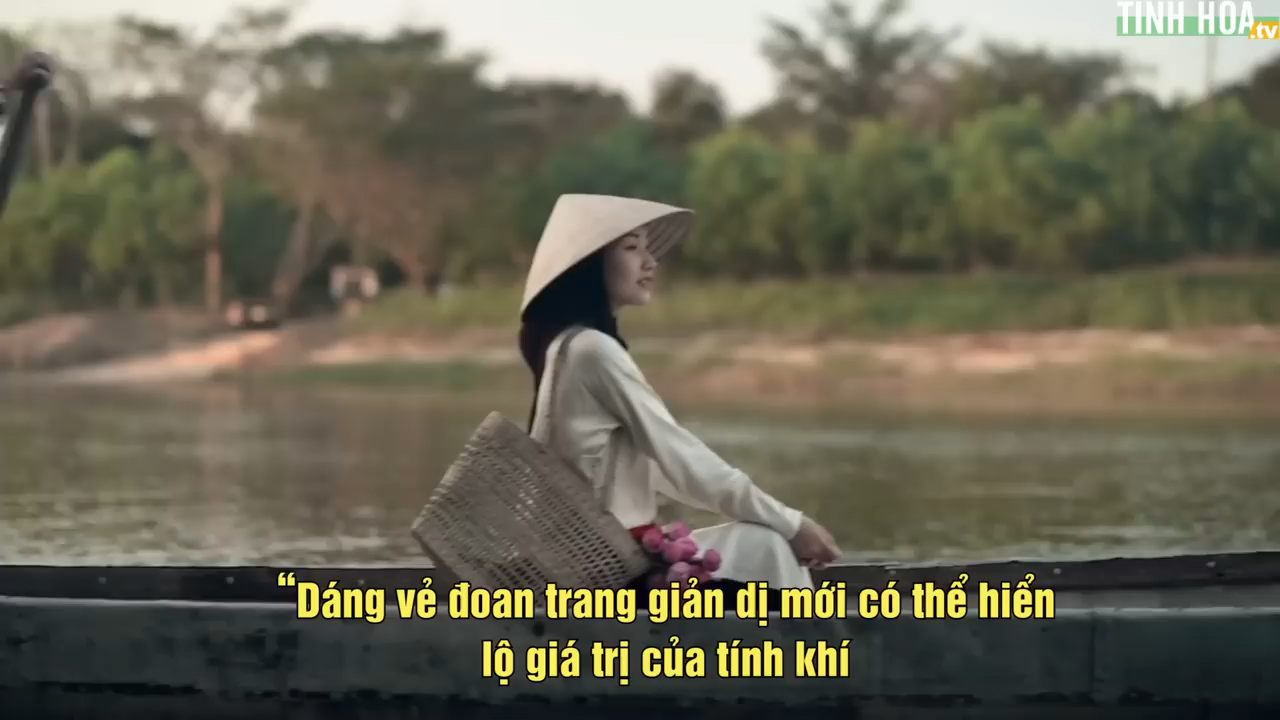 TINH HOA
.tv
“Dáng vẻ đoan trang giản dị mới có thể hiển
lộ giá trị của tính khí